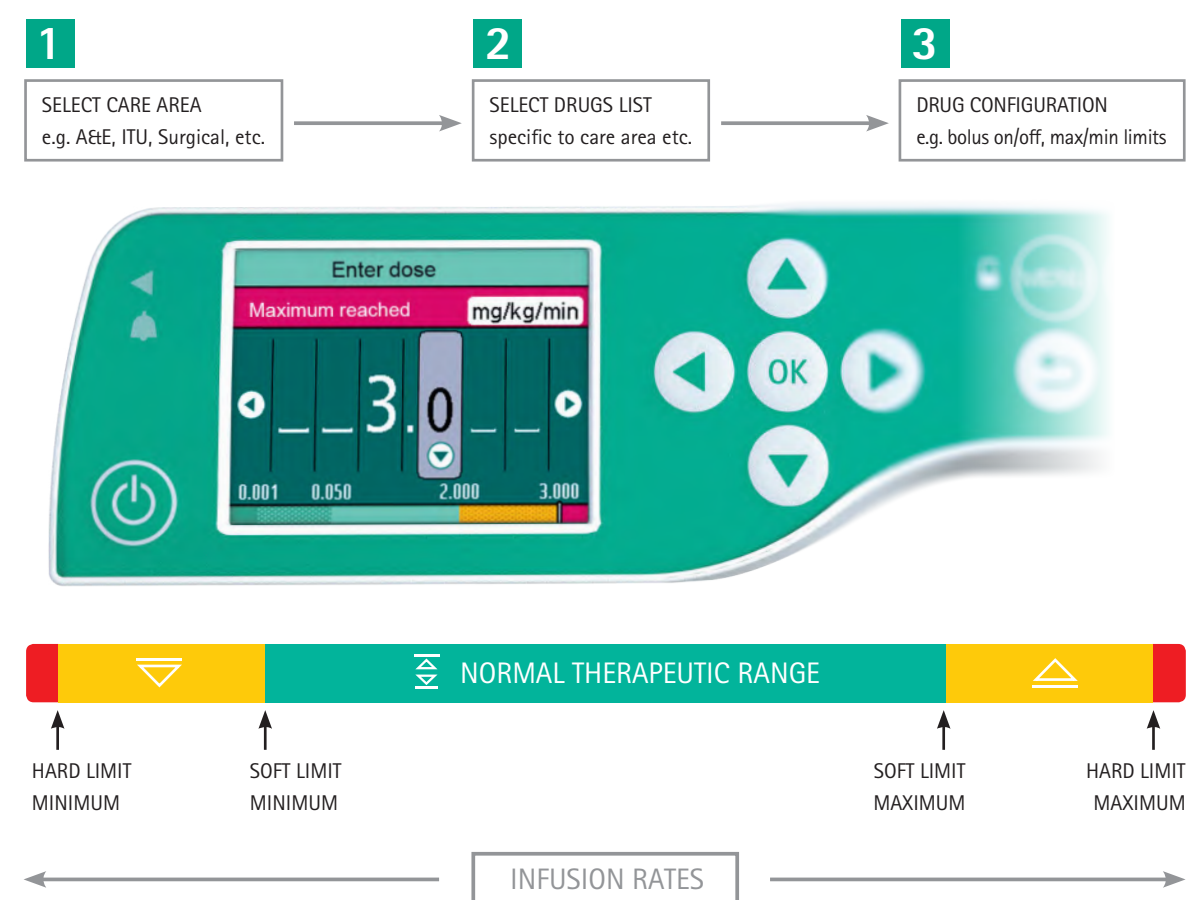 1
2
3
SELECT CARE AREA
e.g. A&E, ITU, Surgical, etc.
SELECT DRUGS LIST
specific to care area etc.
DRUG CONFIGURATION
e.g. bolus on/off, max/min limits
Enter dose
Maximum reached mg/kg/min
_ _ 3.0 _ _
0.001 0.050 2.000 3.000
OK
MENU
NORMAL THERAPEUTIC RANGE
HARD LIMIT
MINIMUM
SOFT LIMIT
MINIMUM
SOFT LIMIT
MAXIMUM
HARD LIMIT
MAXIMUM
INFUSION RATES